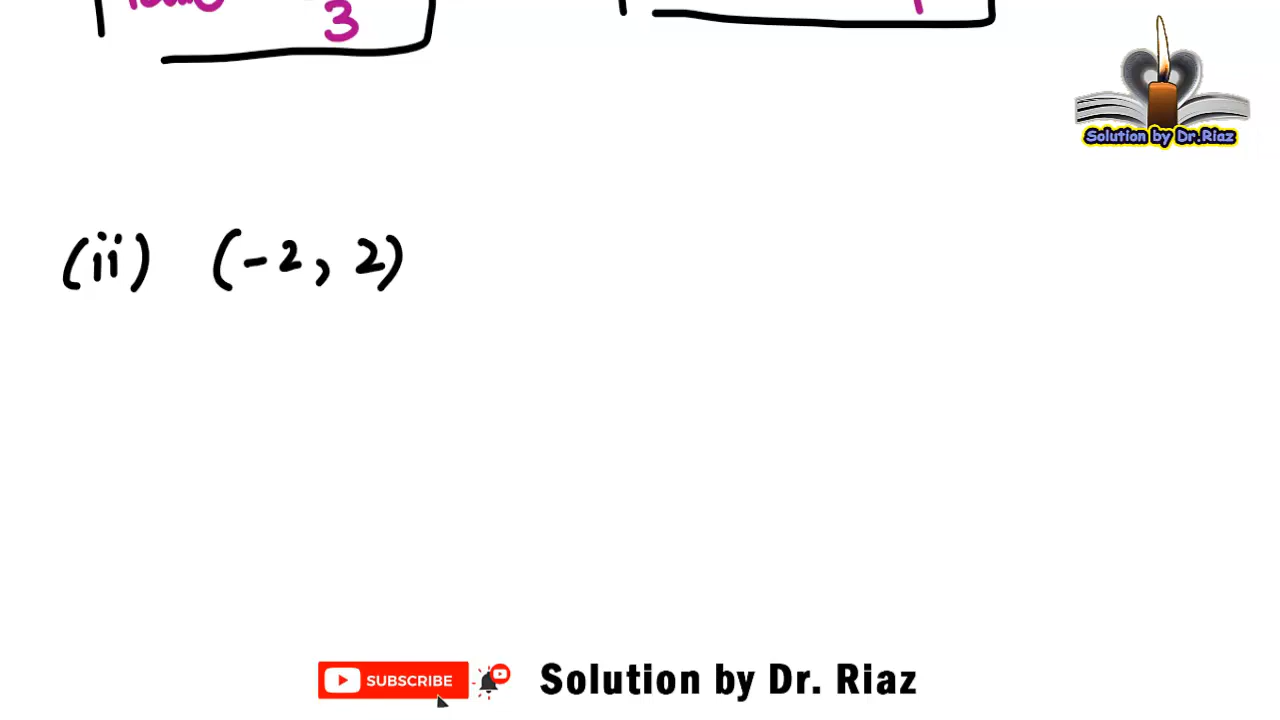 3
Solution by Dr.Riaz
(ii) (-2, 2)
SUBSCRIBE
Solution by Dr. Riaz